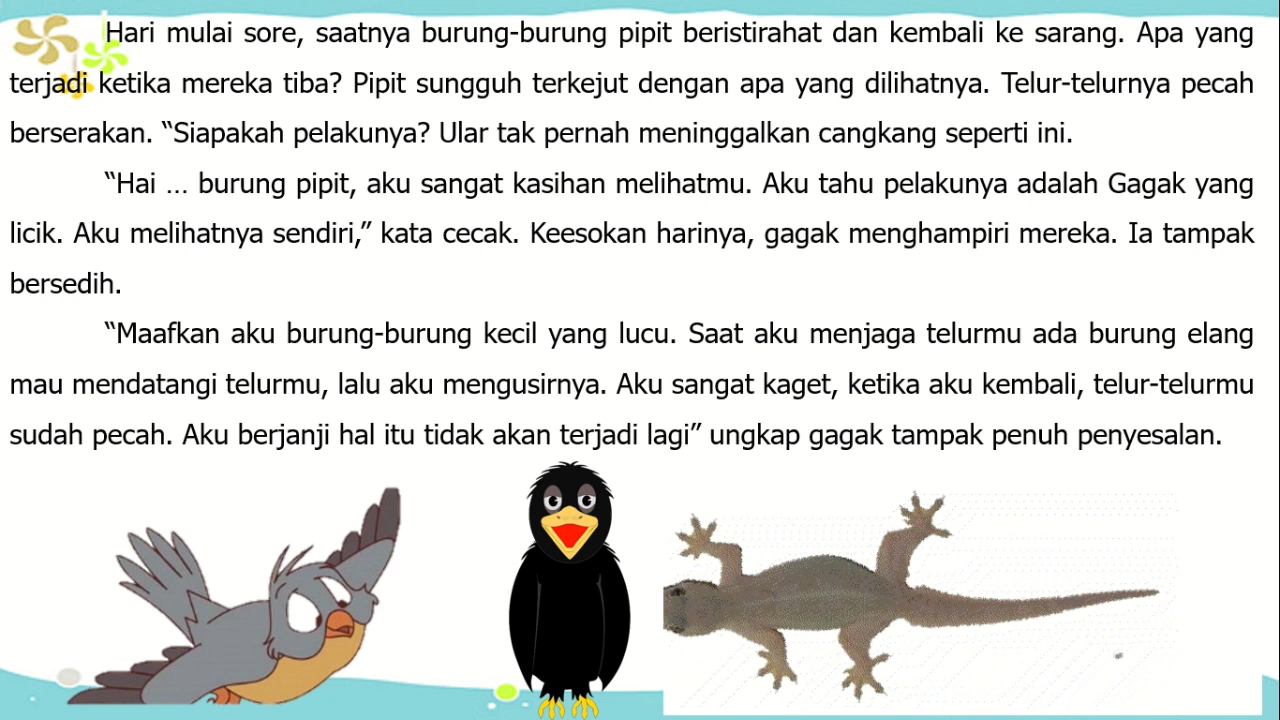 Hari mulai sore, saatnya burung-burung pipit beristirahat dan kembali ke sarang. Apa yang
terjadi ketika mereka tiba? Pipit sungguh terkejut dengan apa yang dilihatnya. Telur-telurnya pecah
berserakan. “Siapakah pelakunya? Ular tak pernah meninggalkan cangkang seperti ini.
“Hai ... burung pipit, aku sangat kasihan melihatmu. Aku tahu pelakunya adalah Gagak yang
licik. Aku melihatnya sendiri,” kata cecak. Keesokan harinya, gagak menghampiri mereka. Ia tampak
bersedih.
“Maafkan aku burung-burung kecil yang lucu. Saat aku menjaga telurmu ada burung elang
mau mendatangi telurmu, lalu aku mengusirnya. Aku sangat kaget, ketika aku kembali, telur-telurmu
sudah pecah. Aku berjanji hal itu tidak akan terjadi lagi” ungkap gagak tampak penuh penyesalan.